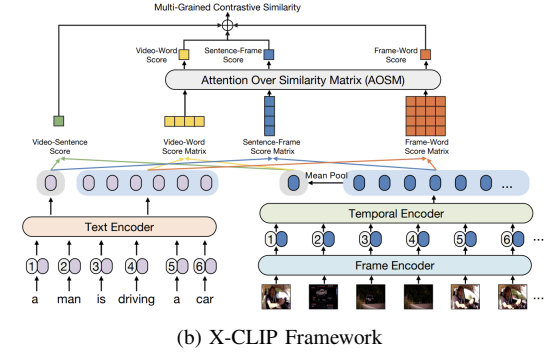 Multi-Grained Contrastive Similarity
Video-Word Score
Sentence-Frame Score
Frame-Word Score
Attention Over Similarity Matrix (AOSM)
Video-Sentence Score
Video-Word Score Matrix
Sentence-Frame Score Matrix
Frame-Word Score Matrix
Mean Pool
...
Text Encoder
Temporal Encoder
1 2 3 4 5 6 ...
Frame Encoder
1 2 3 4 5 6
a man is driving a car
...
(b) X-CLIP Framework